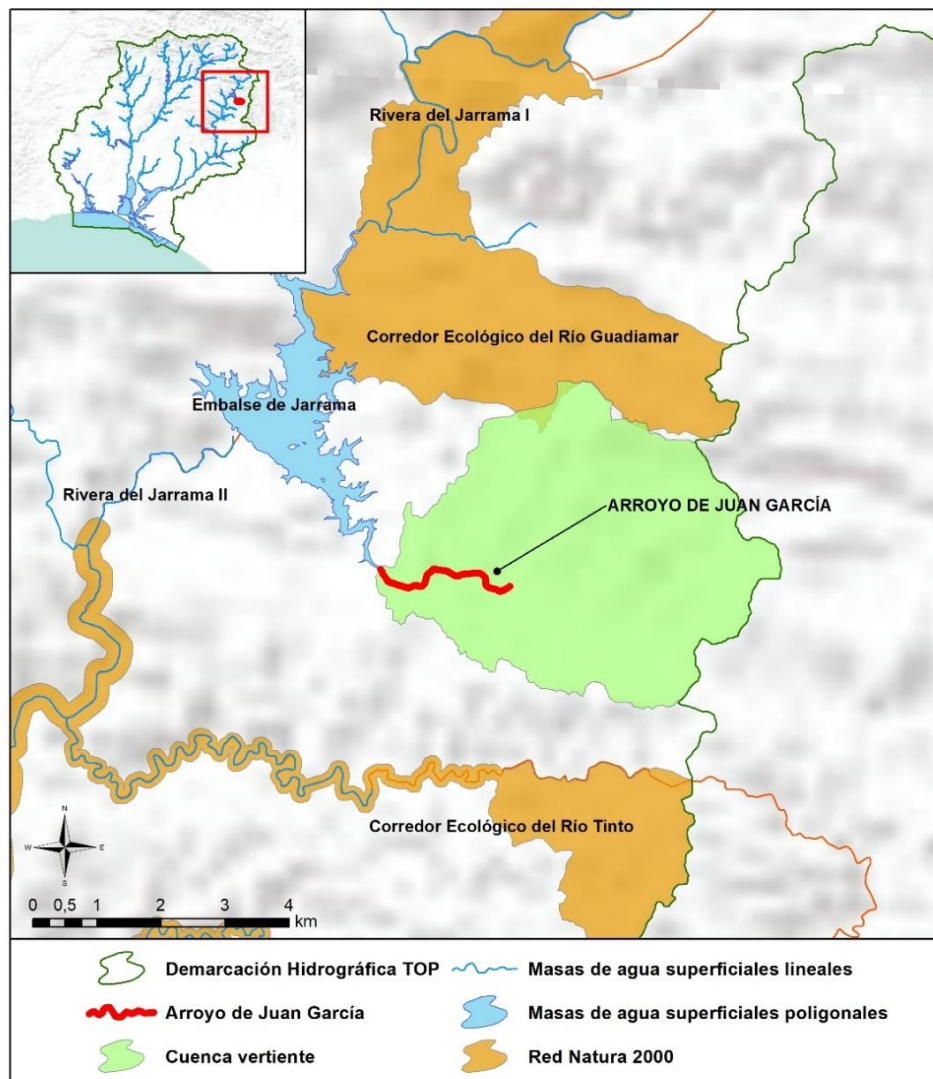 Rivera del Jarrama I
Corredor Ecológico del Río Guadiamar
Embalse de Jarrama
Rivera del Jarrama II
ARROYO DE JUAN GARCÍA
Corredor Ecológico del Río Tinto
N
W E
S
0 0,5 1 2 3 4
km
Demarcación Hidrográfica TOP
Masas de agua superficiales lineales
Arroyo de Juan García
Masas de agua superficiales poligonales
Cuenca vertiente
Red Natura 2000